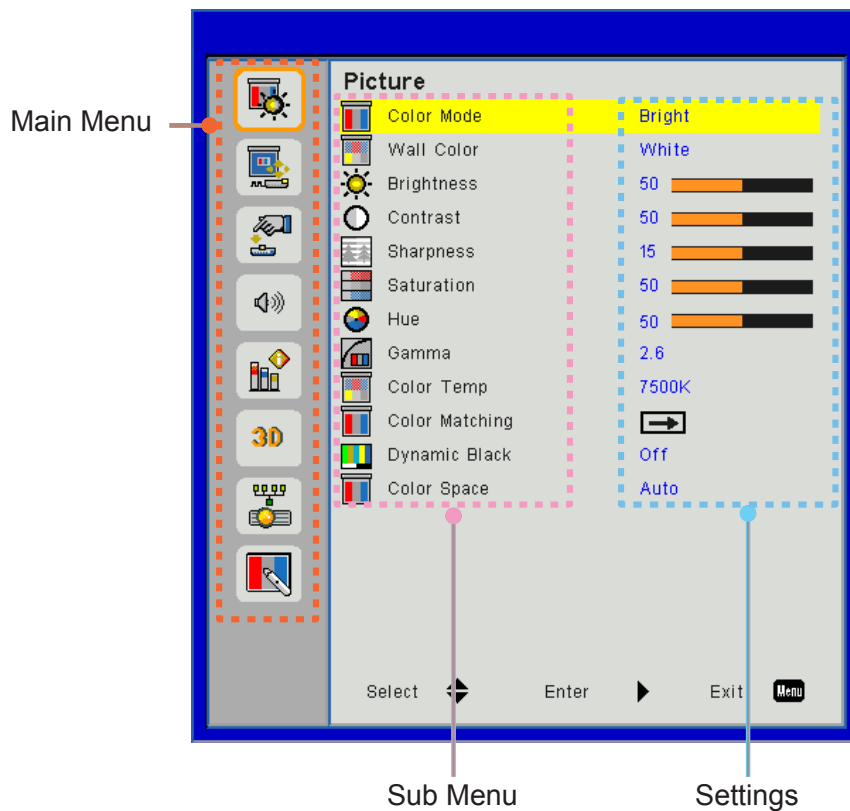 Picture
Main Menu
Color Mode Bright
Wall Color White
Brightness 50
Contrast 50
Sharpness 15
Saturation 50
Hue 50
Gamma 2.6
Color Temp 7500K
Color Matching
3D
Dynamic Black Off
Color Space Auto
Select Enter Exit Menu
Sub Menu Settings